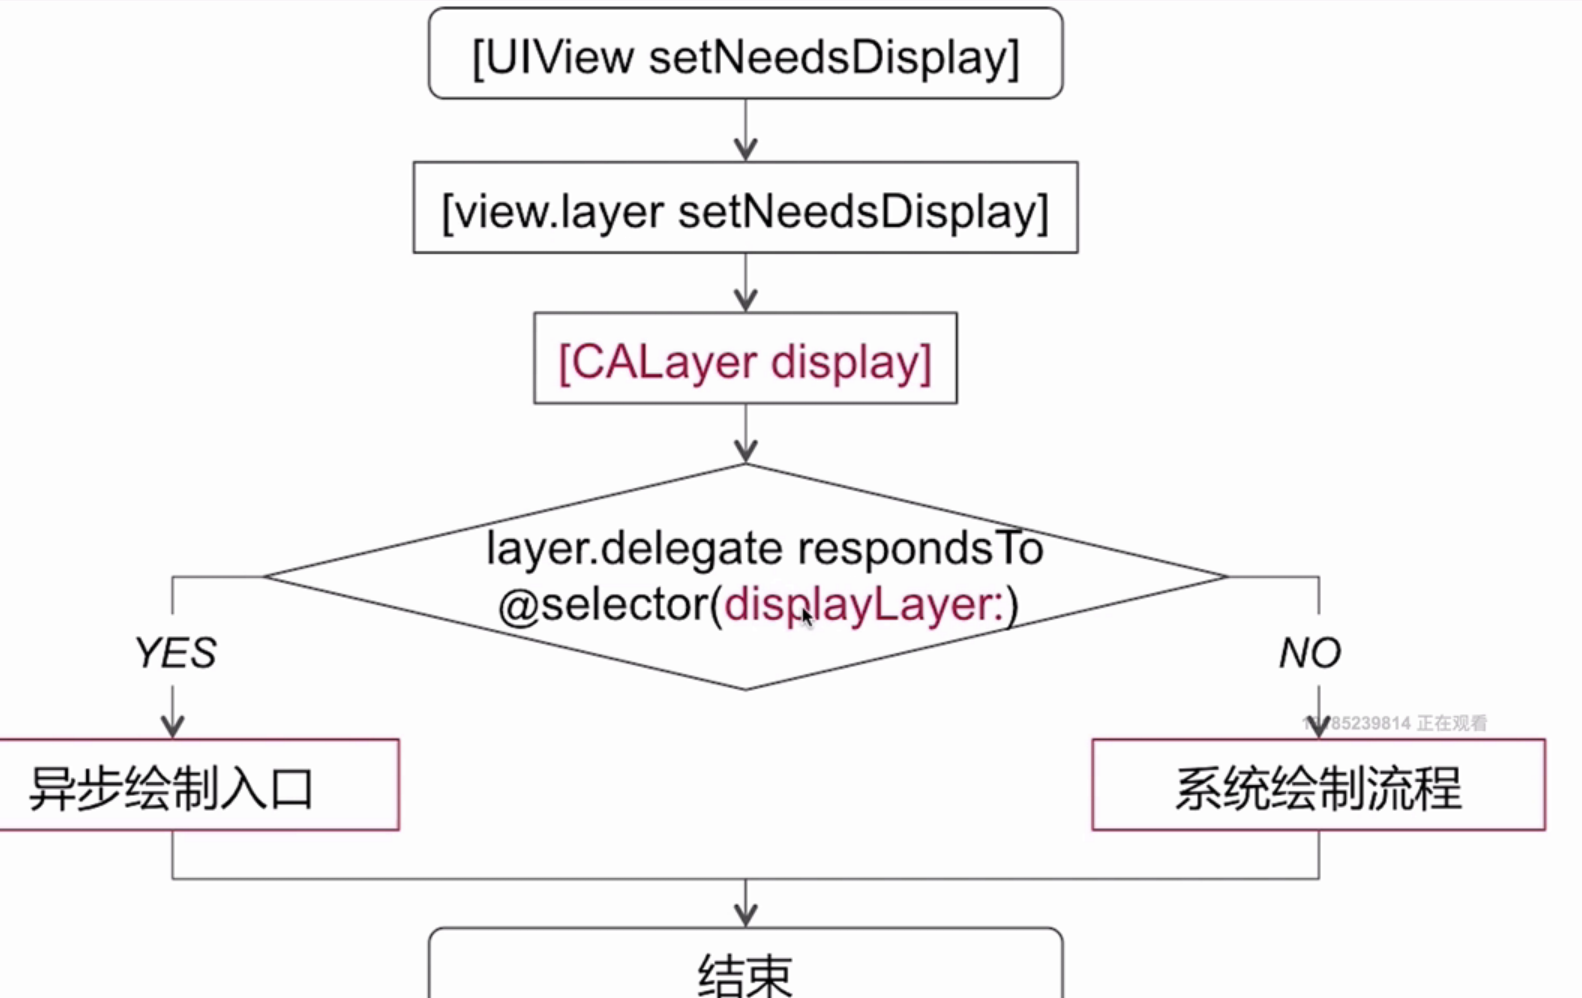 [UIView setNeedsDisplay]
[view.layer setNeedsDisplay]
[CALayer display]
layer.delegate respondsTo
@selector(displayLayer:)
YES
NO
85239814 正在观看
异步绘制入口
系统绘制流程
结束